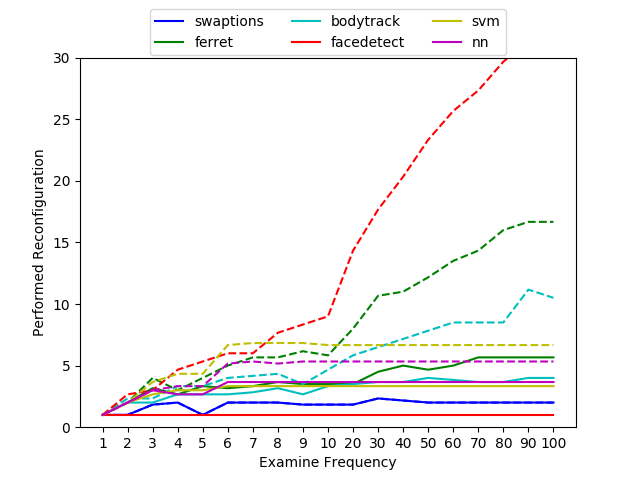 swaptions bodytrack svm
ferret facedetect nn
30
25
20
15
10
5
0
Performed Reconfiguration
1 2 3 4 5 6 7 8 9 10 20 30 40 50 60 70 80 90 100
Examine Frequency